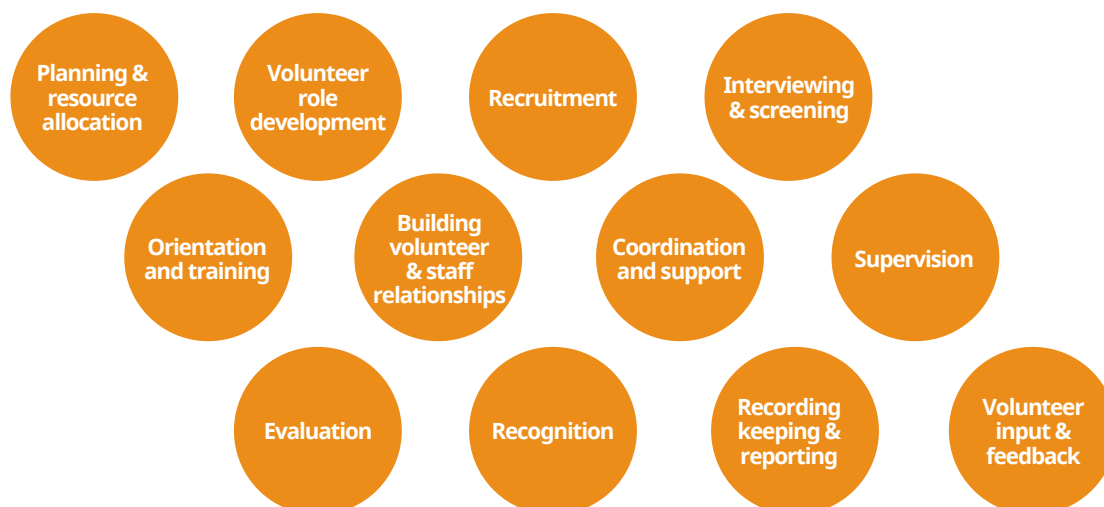 Planning &
resource
allocation
Volunteer
role
development
Recruitment
Interviewing
& screening
Orientation
and training
Building
volunteer
& staff
relationships
Coordination
and support
Supervision
Evaluation
Recognition
Recording
keeping &
reporting
Volunteer
input &
feedback